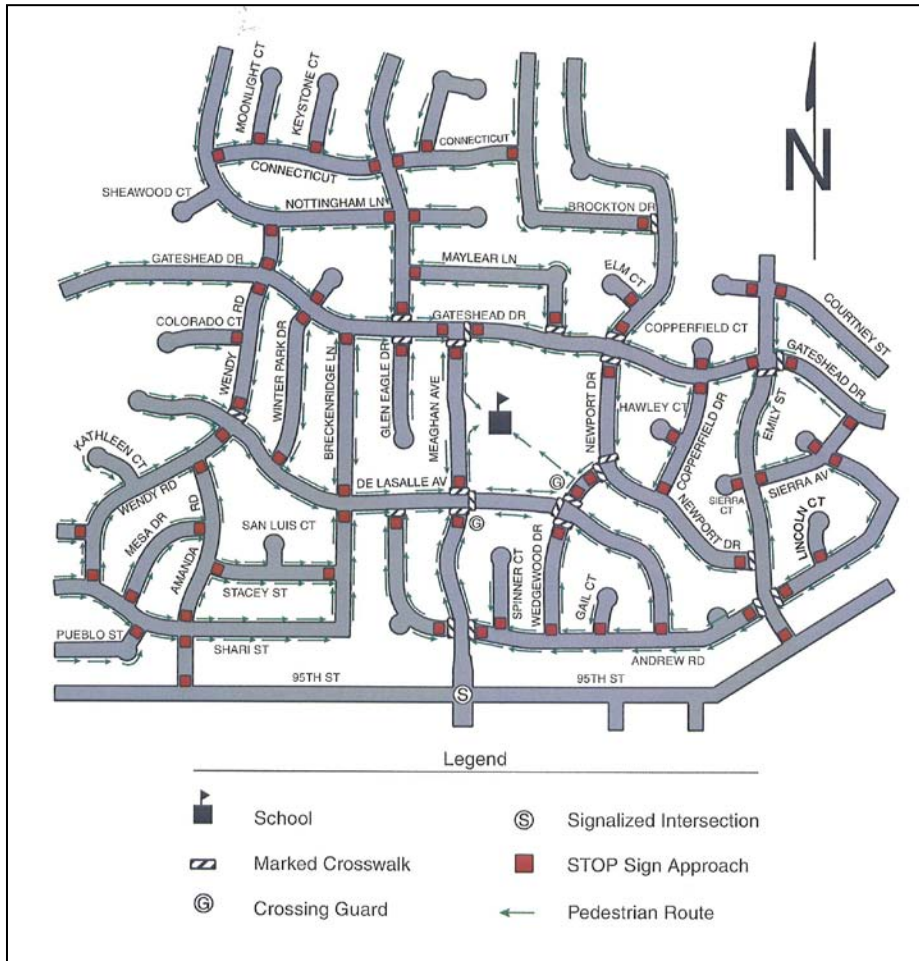 MOONLIGHT CT
KEYSTONE CT
CONNECTICUT
CONNECTICUT
N
SHEAWOOD CT
NOTTINGHAM LN
BROCKTON DR
GATESHEAD DR
MAYLEAR LN
ELM CT
COURTNEY ST
COLORADO CT
WENDY RD
WINTER PARK DR
GATESHEAD DR
COPPERFIELD CT
GATESHEAD DR
BRECKENRIDGE LN
GLEN EAGLE DR
MEAGHAN AVE
NEWPORT DR
HAWLEY CT
COPPERFIELD DR
EMILY ST
KATHLEEN CT
WENDY RD
DE LASALLE AV
G
SIERRA CT
SIERRA AV
MESA DR
AMANDA RD
SAN LUIS CT
G
NEWPORT DR
LINCOLN CT
STACEY ST
SPINNER CT
WEDGEWOOD DR
GAIL CT
PUEBLO ST
SHARI ST
ANDREW RD
95TH ST
S
95TH ST
Legend
School
S Signalized Intersection
Marked Crosswalk
STOP Sign Approach
G Crossing Guard
Pedestrian Route